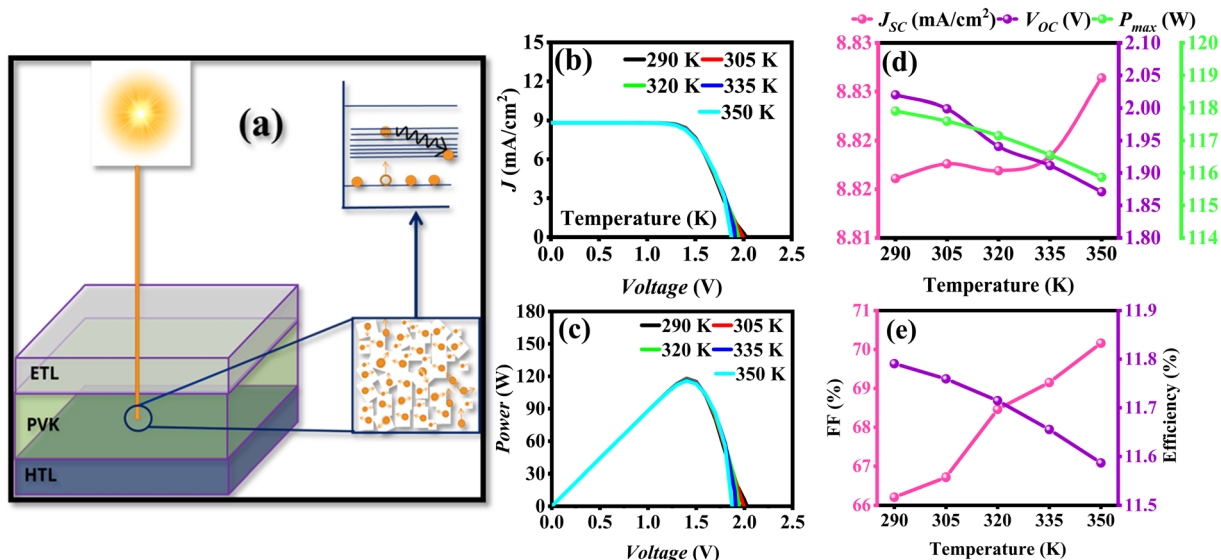 (a)
ETL
PVK
HTL
(b)
290 K
305 K
320 K
335 K
350 K
Temperature (K)
J (mA/cm²)
15
12
9
6
3
0
0.0 0.5 1.0 1.5 2.0 2.5
Voltage (V)
(c)
290 K
305 K
320 K
335 K
350 K
Power (W)
180
150
120
90
60
30
0
0.0 0.5 1.0 1.5 2.0 2.5
Voltage (V)
J_SC (mA/cm²) V_OC (V) P_max (W)
(d)
8.83
8.83
8.82
8.82
8.81
2.10
2.05
2.00
1.95
1.90
1.85
1.80
120
119
118
117
116
115
114
290 305 320 335 350
Temperature (K)
(e)
FF (%)
71
70
69
68
67
66
11.9
11.8
11.7
11.6
11.5
Efficiency (%)
290 305 320 335 350
Temperature (K)